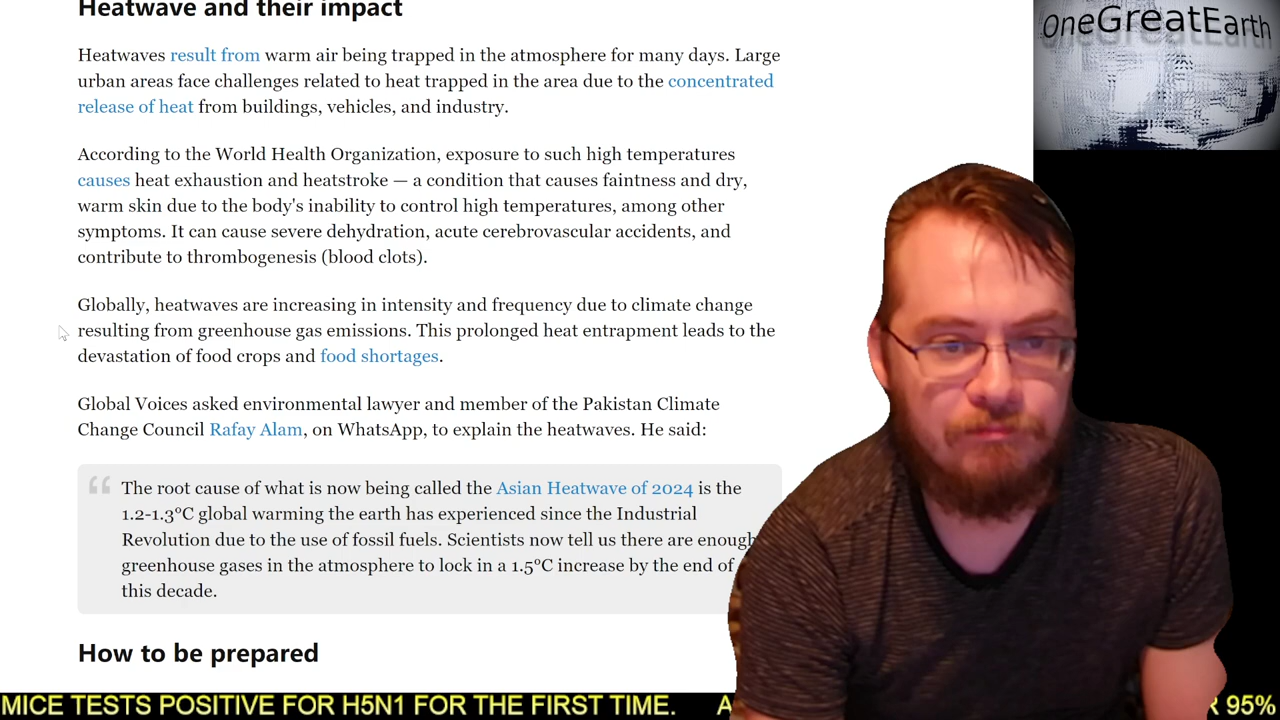 Heatwave and their impact
OneGreatEarth
Heatwaves result from warm air being trapped in the atmosphere for many days. Large
urban areas face challenges related to heat trapped in the area due to the concentrated
release of heat from buildings, vehicles, and industry.
According to the World Health Organization, exposure to such high temperatures
causes heat exhaustion and heatstroke — a condition that causes faintness and dry,
warm skin due to the body's inability to control high temperatures, among other
symptoms. It can cause severe dehydration, acute cerebrovascular accidents, and
contribute to thrombogenesis (blood clots).
Globally, heatwaves are increasing in intensity and frequency due to climate change
resulting from greenhouse gas emissions. This prolonged heat entrapment leads to the
devastation of food crops and food shortages.
Global Voices asked environmental lawyer and member of the Pakistan Climate
Change Council Rafay Alam, on WhatsApp, to explain the heatwaves. He said:
The root cause of what is now being called the Asian Heatwave of 2024 is the
1.2-1.3°C global warming the earth has experienced since the Industrial
Revolution due to the use of fossil fuels. Scientists now tell us there are enough
greenhouse gases in the atmosphere to lock in a 1.5°C increase by the end of
this decade.
How to be prepared
MICE TESTS POSITIVE FOR H5N1 FOR THE FIRST TIME. 95%